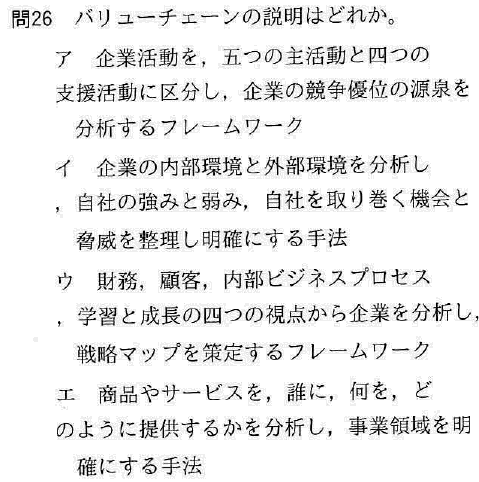 問26 バリューチェーンの説明はどれか。
ア 企業活動を，五つの主活動と四つの
支援活動に区分し，企業の競争優位の源泉を
分析するフレームワーク
イ 企業の内部環境と外部環境を分析し
，自社の強みと弱み，自社を取り巻く機会と
脅威を整理し明確にする手法
ウ 財務，顧客，内部ビジネスプロセス
，学習と成長の四つの視点から企業を分析し，
戦略マップを策定するフレームワーク
エ 商品やサービスを，誰に，何を，ど
のように提供するかを分析し，事業領域を明
確にする手法